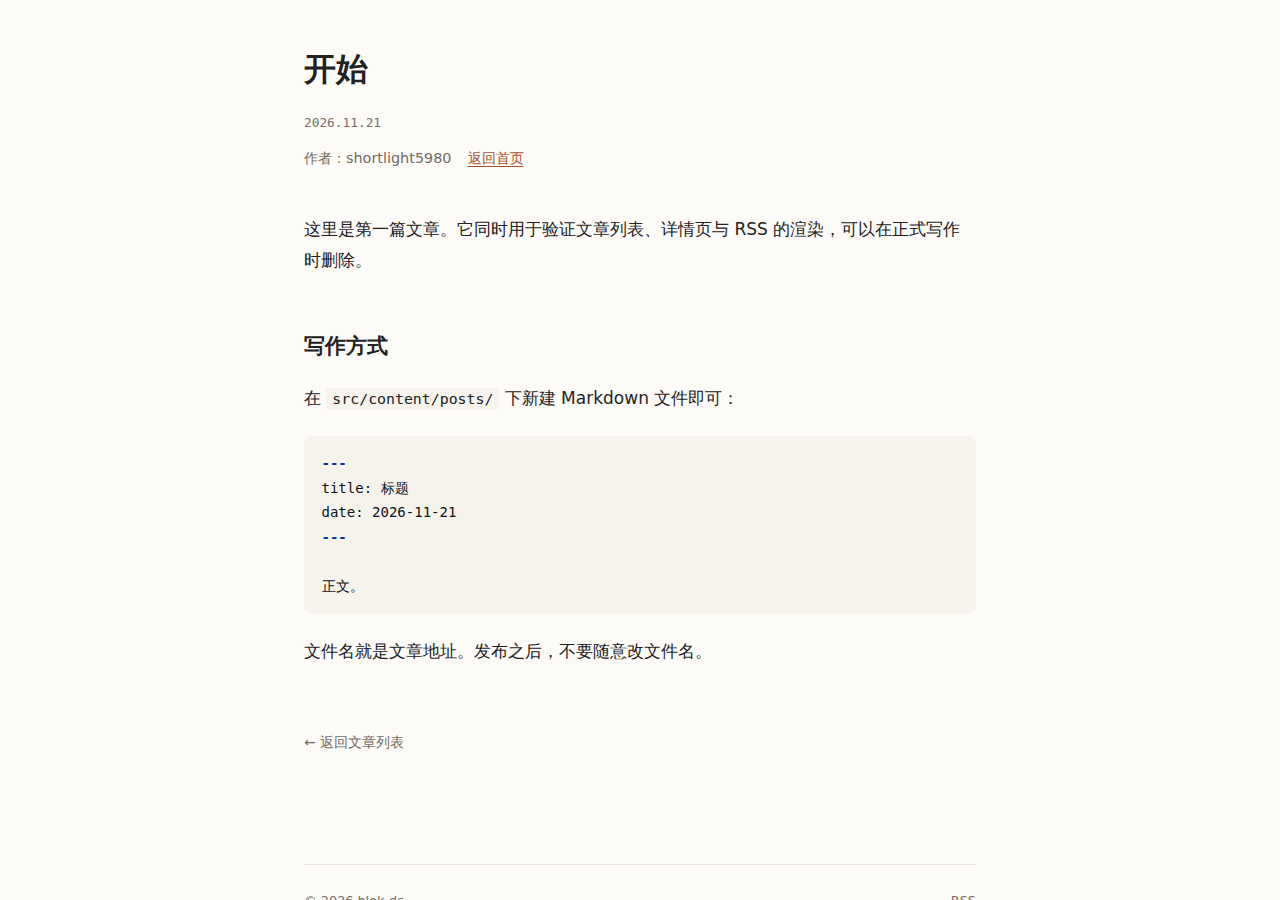 开始
2026.11.21
作者：shortlight5980 返回首页
这里是第一篇文章。它同时用于验证文章列表、详情页与 RSS 的渲染，可以在正式写作
时删除。
写作方式
在 src/content/posts/ 下新建 Markdown 文件即可：
---
title: 标题
date: 2026-11-21
---
正文。
文件名就是文章地址。发布之后，不要随意改文件名。
← 返回文章列表
© 2026 blok.ds
RSS